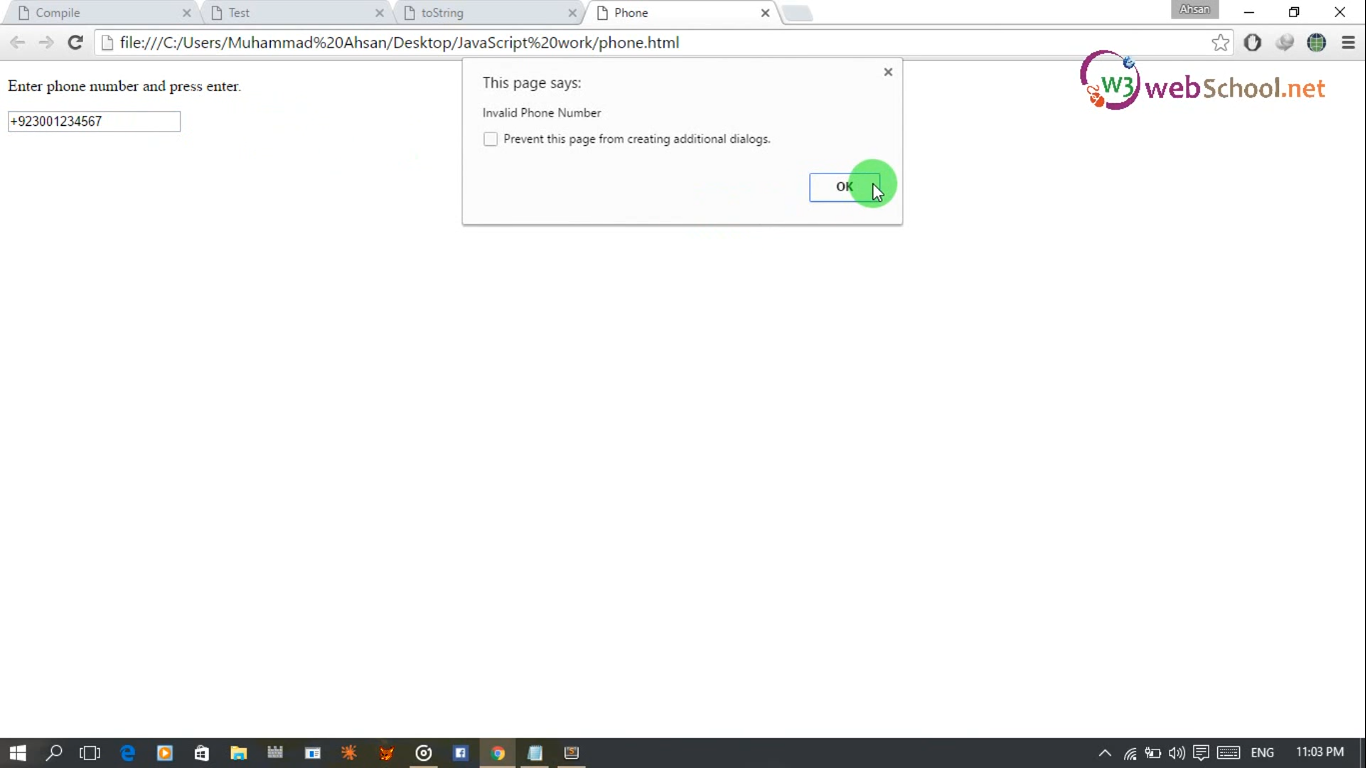 Compile
Test
toString
Phone
Ahsan
file:///C:/Users/Muhammad%20Ahsan/Desktop/JavaScript%20work/phone.html
Enter phone number and press enter.
+923001234567
This page says:
Invalid Phone Number
Prevent this page from creating additional dialogs.
OK
W3 webSchool.net
ENG
11:03 PM